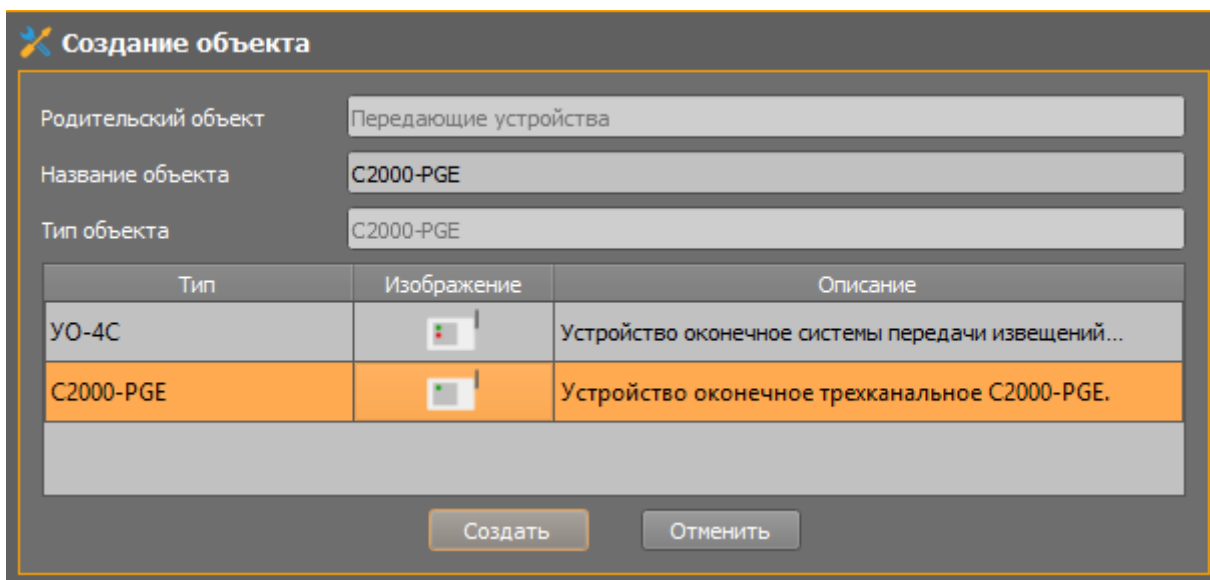 Создание объекта
Родительский объект Передающие устройства
Название объекта С2000-PGE
Тип объекта С2000-PGE
Тип Изображение Описание
УО-4С Устройство оконечное системы передачи извещений...
С2000-PGE Устройство оконечное трехканальное С2000-PGE.
Создать Отменить